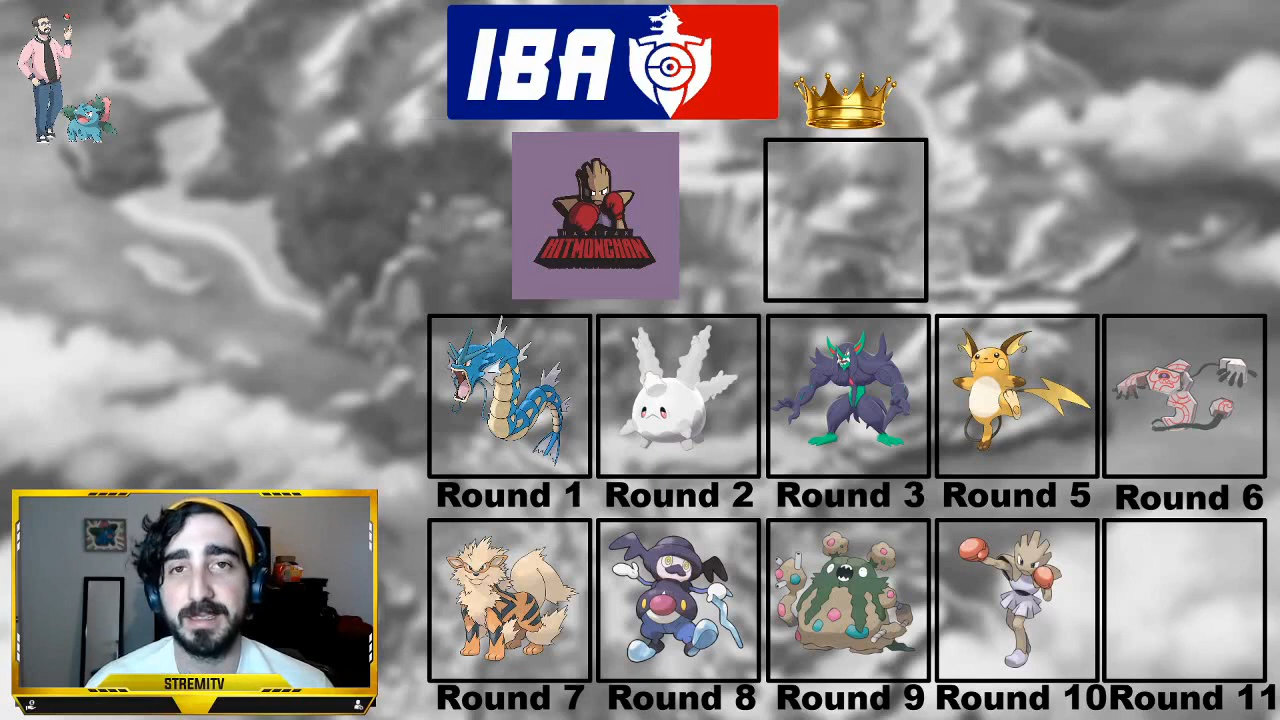 IBA
HALIFAX
HITMONCHAN
Round 1 Round 2 Round 3 Round 5 Round 6
Round 7 Round 8 Round 9 Round 10 Round 11
STREMITV